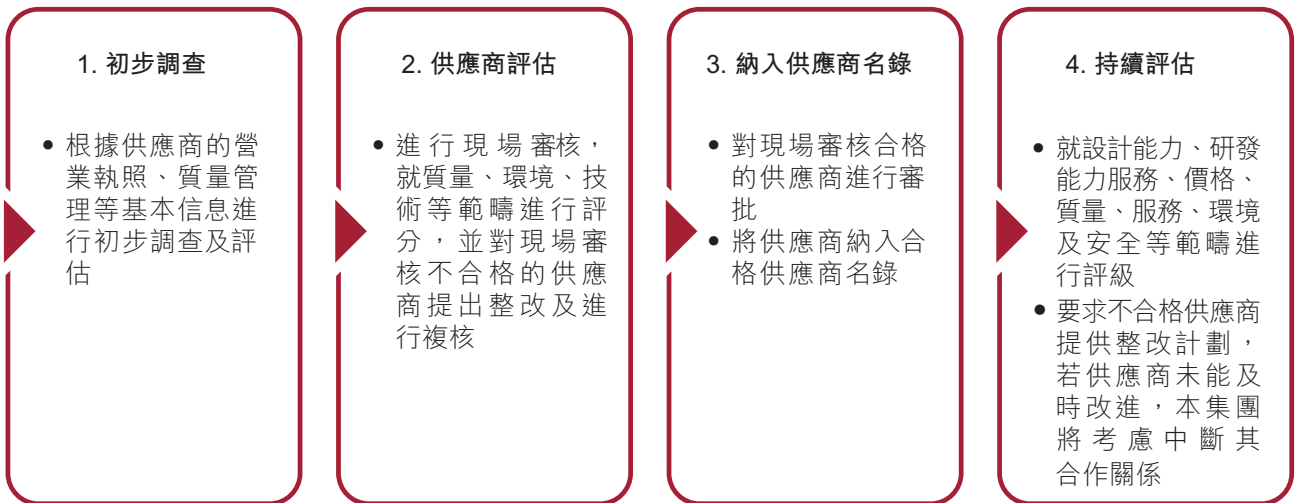 1. 初步調查
• 根據供應商的營
業執照、質量管
理等基本信息進
行初步調查及評
估
2. 供應商評估
• 進行現場審核，
就質量、環境、技
術等範疇進行評
分，並對現場審
核不合格的供應
商提出整改及進
行複核
3. 納入供應商名錄
• 對現場審核合格
的供應商進行審
批
• 將供應商納入合
格供應商名錄
4. 持續評估
• 就設計能力、研發
能力服務、價格、
質量、服務、環境
及安全等範疇進
行評級
• 要求不合格供應商
提供整改計劃，
若供應商未能及
時改進，本集團
將考慮中斷其
合作關係